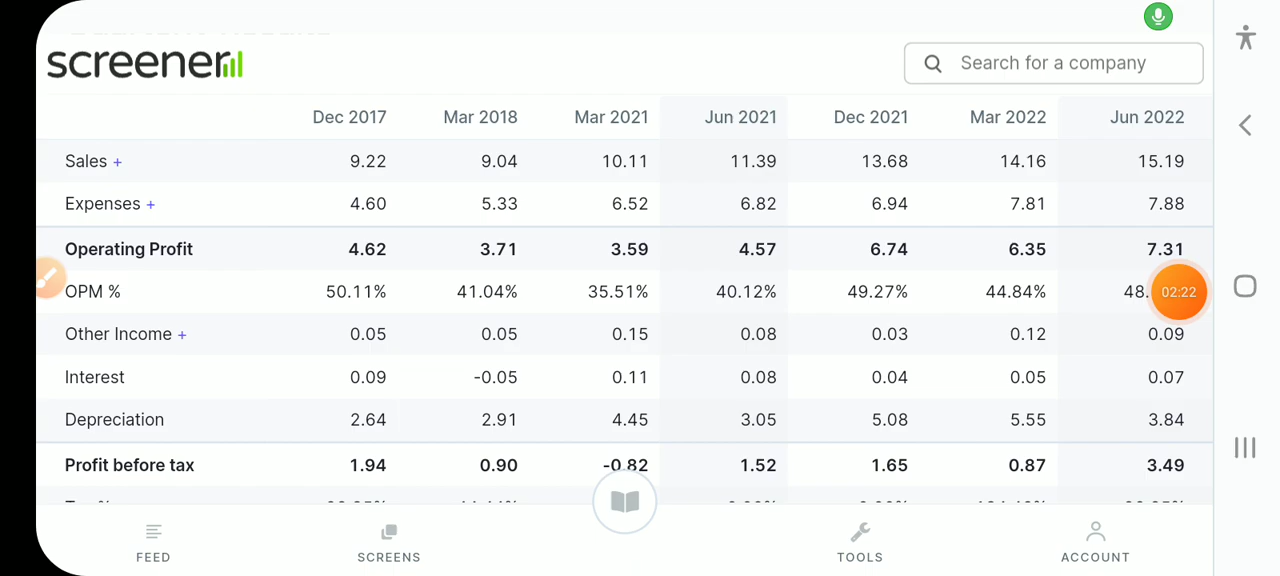 screener
Search for a company
Dec 2017 Mar 2018 Mar 2021 Jun 2021 Dec 2021 Mar 2022 Jun 2022
Sales + 9.22 9.04 10.11 11.39 13.68 14.16 15.19
Expenses + 4.60 5.33 6.52 6.82 6.94 7.81 7.88
Operating Profit 4.62 3.71 3.59 4.57 6.74 6.35 7.31
OPM % 50.11% 41.04% 35.51% 40.12% 49.27% 44.84% 48. 02:22
Other Income + 0.05 0.05 0.15 0.08 0.03 0.12 0.09
Interest 0.09 -0.05 0.11 0.08 0.04 0.05 0.07
Depreciation 2.64 2.91 4.45 3.05 5.08 5.55 3.84
Profit before tax 1.94 0.90 -0.82 1.52 1.65 0.87 3.49
FEED SCREENS TOOLS ACCOUNT